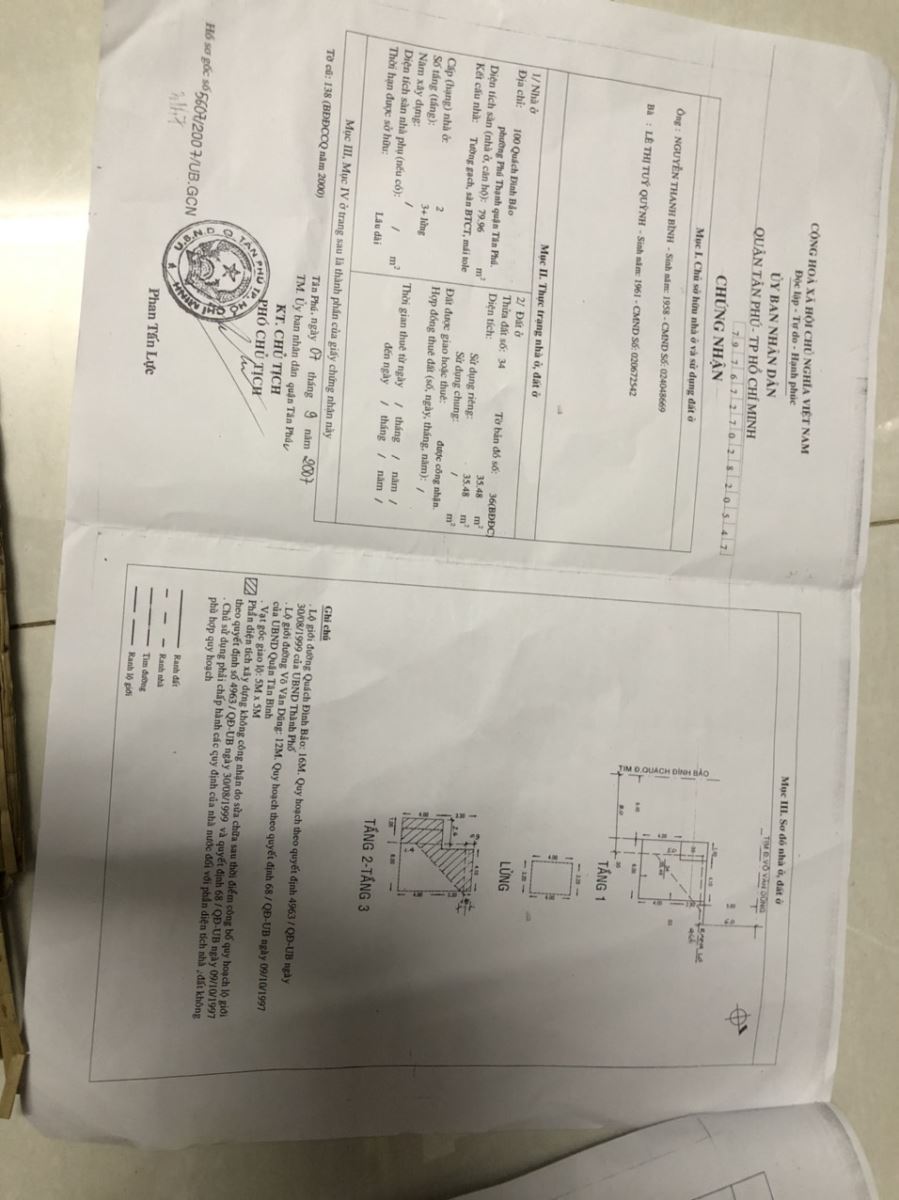 CỘNG HOÀ XÃ HỘI CHỦ NGHĨA VIỆT NAM
Độc lập - Tự do - Hạnh phúc
ỦY BAN NHÂN DÂN
QUẬN TÂN PHÚ - TP HỒ CHÍ MINH
7 9 7 6 7 2 7 0 2 8 2 0 5 4 7
CHỨNG NHẬN
Mục I. Chủ sở hữu nhà ở và sử dụng đất ở
Ông : NGUYỄN THANH BÌNH - Sinh năm: 1958 - CMND Số: 024048669
Bà : LÊ THỊ TUÝ QUỲNH - Sinh năm: 1961 - CMND Số: 020672542
Mục II. Thực trạng nhà ở, đất ở
1/ Nhà ở
Địa chỉ: 100 Quách Đình Bảo
phường Phú Thạnh quận Tân Phú.
Diện tích sàn (nhà ở, căn hộ): 79.96 m²
Kết cấu nhà: Tường gạch, sàn BTCT, mái tole
Cấp (hạng) nhà ở:
Số tầng (tầng): 2
Năm xây dựng: 3+ lửng
Diện tích sàn nhà phụ (nếu có): / m²
Thời hạn được sở hữu: Lâu dài
2/ Đất ở
Thửa đất số: 34 Tờ bản đồ số: 36(BĐĐC)
Diện tích: 35.48 m²
Sử dụng riêng: 35.48 m²
Sử dụng chung: / m²
Đất được giao hoặc thuê: được công nhận.
Hợp đồng thuê đất (số, ngày, tháng, năm): /
Thời gian thuê từ ngày / tháng / năm /
đến ngày / tháng / năm /
Mục III, Mục IV ở trang sau là thành phần của giấy chứng nhận này
Tờ cũ: 138 (BĐĐCCQ năm 2000)
Tân Phú, ngày 07 tháng 9 năm 2007
TM. Ủy ban nhân dân quận Tân Phú
KT. CHỦ TỊCH
PHÓ CHỦ TỊCH
U.B.N.D. Q. TÂN PHÚ T.P. HỒ CHÍ MINH
Phan Tấn Lực
Hồ sơ gốc số 5607/2007/UB.GCN
Mục III. Sơ đồ nhà ở, đất ở
TIM Đ.VÕ VĂN DŨNG
TIM Đ.QUÁCH ĐÌNH BẢO
TẦNG 1
LỬNG
TẦNG 2-TẦNG 3
Ghi chú
. Lộ giới đường Quách Đình Bảo: 16M. Quy hoạch theo quyết định 4963 / QĐ-UB ngày
30/08/1999 của UBND Thành Phố
. Lộ giới đường Võ Văn Dũng: 12M. Quy hoạch theo quyết định 68 / QĐ-UB ngày 09/10/1997
của UBND Quận Tân Bình
. Vạt góc giao lộ: 5M x 5M
Phần diện tích xây dựng không công nhận do sửa chữa sau thời điểm công bố quy hoạch lộ giới
theo quyết định số 4963 / QĐ-UB ngày 30/08/1999 và quyết định 68 / QĐ-UB ngày 09/10/1997
. Chủ sử dụng phải chấp hành các quy định của nhà nước đối với phần diện tích nhà , đất không
phù hợp quy hoạch
Ranh đất
Ranh nhà
Tim đường
Ranh lộ giới